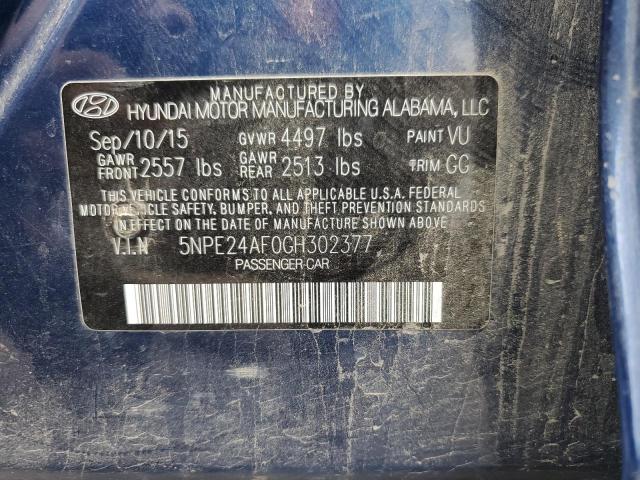 MANUFACTURED BY
HYUNDAI MOTOR MANUFACTURING ALABAMA, LLC
Sep/10/15 GVWR 4497 lbs PAINT VU
GAWR FRONT 2557 lbs GAWR REAR 2513 lbs TRIM GG
THIS VEHICLE CONFORMS TO ALL APPLICABLE U.S.A. FEDERAL
MOTOR VEHICLE SAFETY, BUMPER, AND THEFT PREVENTION STANDARDS
IN EFFECT ON THE DATE OF MANUFACTURE SHOWN ABOVE.
V.I.N 5NPE24AF0GH302377
PASSENGER-CAR